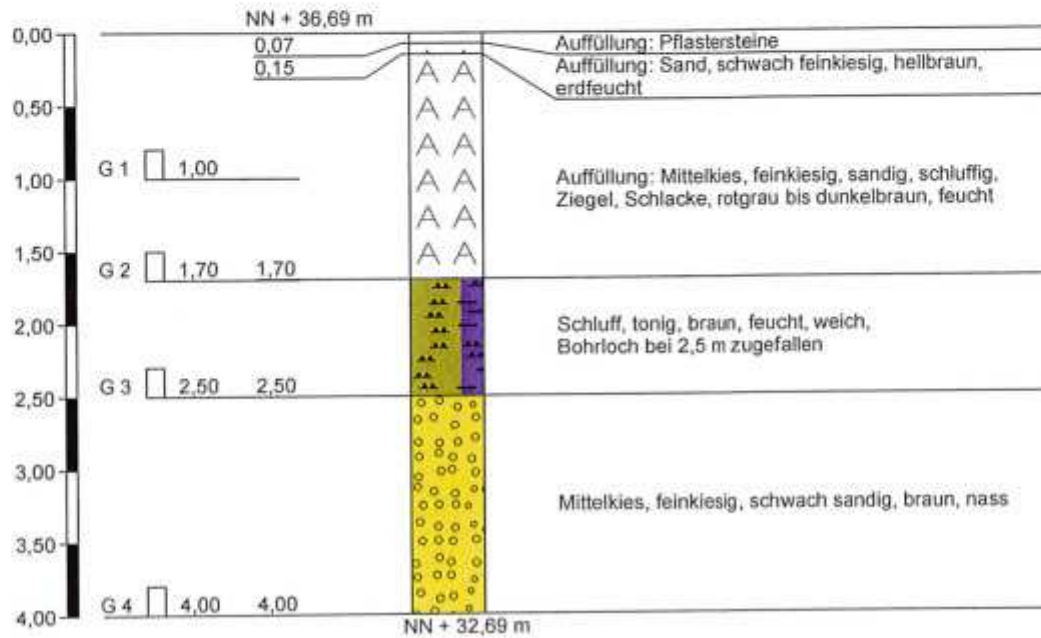 NN + 36,69 m
0,00
0,07
Auffüllung: Pflastersteine
0,15
Auffüllung: Sand, schwach feinkiesig, hellbraun,
erdfeucht
0,50
G 1 1,00
1,00
Auffüllung: Mittelkies, feinkiesig, sandig, schluffig,
Ziegel, Schlacke, rotgrau bis dunkelbraun, feucht
1,50
G 2 1,70 1,70
2,00
Schluff, tonig, braun, feucht, weich,
Bohrloch bei 2,5 m zugefallen
G 3 2,50 2,50
2,50
3,00
Mittelkies, feinkiesig, schwach sandig, braun, nass
3,50
G 4 4,00 4,00
4,00
NN + 32,69 m